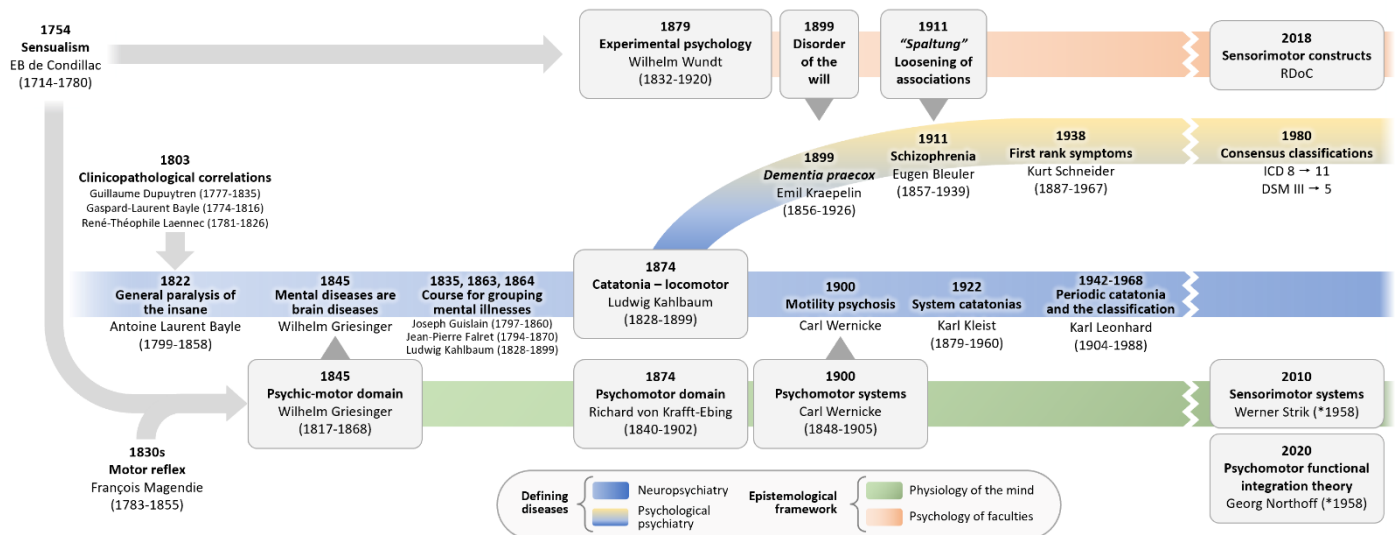 1754
Sensualism
EB de Condillac
(1714-1780)
1879
Experimental psychology
Wilhelm Wundt
(1832-1920)
1899
Disorder
of the
will
1911
“Spaltung”
Loosening of
associations
2018
Sensorimotor constructs
RDoC
1803
Clinicopathological correlations
Guillaume Dupuytren (1777-1835)
Gaspard-Laurent Bayle (1774-1816)
René-Théophile Laennec (1781-1826)
1899
Dementia praecox
Emil Kraepelin
(1856-1926)
1911
Schizophrenia
Eugen Bleuler
(1857-1939)
1938
First rank symptoms
Kurt Schneider
(1887-1967)
1980
Consensus classifications
ICD 8 → 11
DSM III → 5
1822
General paralysis of
the insane
Antoine Laurent Bayle
(1799-1858)
1845
Mental diseases are
brain diseases
Wilhelm Griesinger
1835, 1863, 1864
Course for grouping
mental illnesses
Joseph Guislain (1797-1860)
Jean-Pierre Falret (1794-1870)
Ludwig Kahlbaum (1828-1899)
1874
Catatonia – locomotor
Ludwig Kahlbaum
(1828-1899)
1900
Motility psychosis
Carl Wernicke
1922
System catatonias
Karl Kleist
(1879-1960)
1942-1968
Periodic catatonia
and the classification
Karl Leonhard
(1904-1988)
1845
Psychic-motor domain
Wilhelm Griesinger
(1817-1868)
1874
Psychomotor domain
Richard von Krafft-Ebing
(1840-1902)
1900
Psychomotor systems
Carl Wernicke
(1848-1905)
2010
Sensorimotor systems
Werner Strik (*1958)
1830s
Motor reflex
François Magendie
(1783-1855)
2020
Psychomotor functional
integration theory
Georg Northoff (*1958)
Defining
diseases
Neuropsychiatry
Psychological
psychiatry
Epistemological
framework
Physiology of the mind
Psychology of faculties